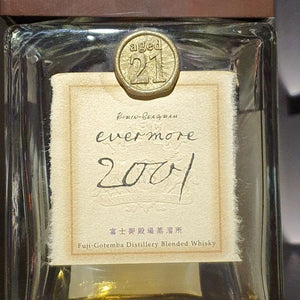 aged
21
Kirin-Seagram
evermore
2001
富士御殿場蒸溜所
Fuji-Gotemba Distillery Blended Whisky